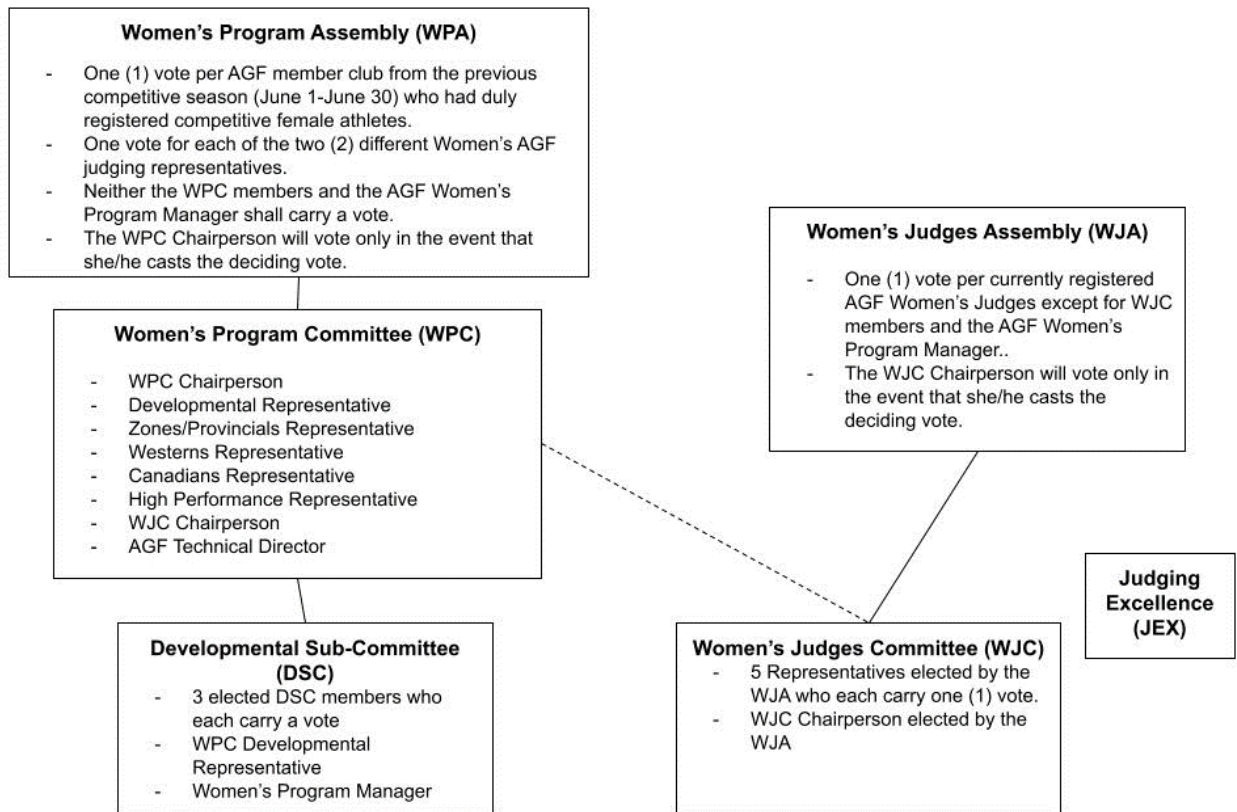 Women's Program Assembly (WPA)
- One (1) vote per AGF member club from the previous
competitive season (June 1-June 30) who had duly
registered competitive female athletes.
- One vote for each of the two (2) different Women's AGF
judging representatives.
- Neither the WPC members and the AGF Women's
Program Manager shall carry a vote.
- The WPC Chairperson will vote only in the event that
she/he casts the deciding vote.
Women's Judges Assembly (WJA)
- One (1) vote per currently registered
AGF Women's Judges except for WJC
members and the AGF Women's
Program Manager..
- The WJC Chairperson will vote only in
the event that she/he casts the
deciding vote.
Women's Program Committee (WPC)
- WPC Chairperson
- Developmental Representative
- Zones/Provincials Representative
- Westerns Representative
- Canadians Representative
- High Performance Representative
- WJC Chairperson
- AGF Technical Director
Judging
Excellence
(JEX)
Developmental Sub-Committee
(DSC)
- 3 elected DSC members who
each carry a vote
- WPC Developmental
Representative
- Women's Program Manager
Women's Judges Committee (WJC)
- 5 Representatives elected by the
WJA who each carry one (1) vote.
- WJC Chairperson elected by the
WJA